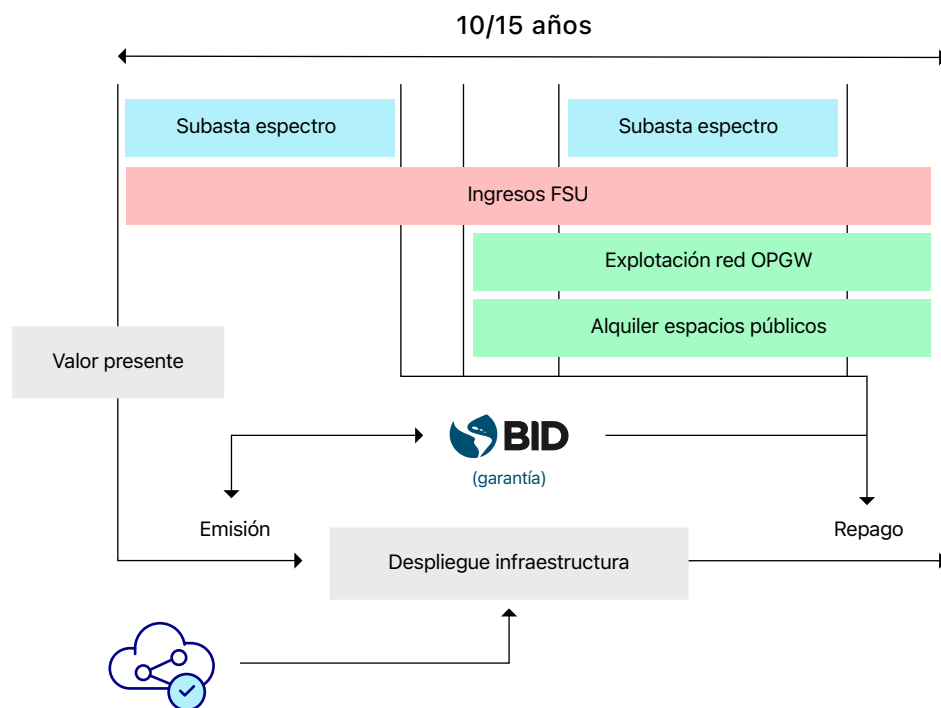 10/15 años
Subasta espectro
Subasta espectro
Ingresos FSU
Explotación red OPGW
Alquiler espacios públicos
Valor presente
BID
(garantía)
Emisión
Repago
Despliegue infraestructura